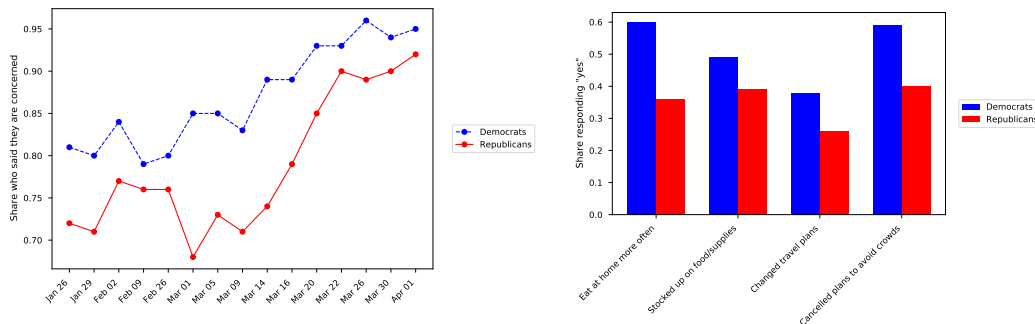 Share who said they are concerned
0.95
0.90
0.85
0.80
0.75
0.70
Jan 26
Jan 29
Feb 02
Feb 09
Feb 26
Mar 01
Mar 05
Mar 09
Mar 14
Mar 16
Mar 20
Mar 22
Mar 26
Mar 30
Apr 01
Democrats
Republicans
Share responding "yes"
0.6
0.5
0.4
0.3
0.2
0.1
0.0
Eat at home more often
Stocked up on food/supplies
Changed travel plans
Cancelled plans to avoid crowds
Democrats
Republicans